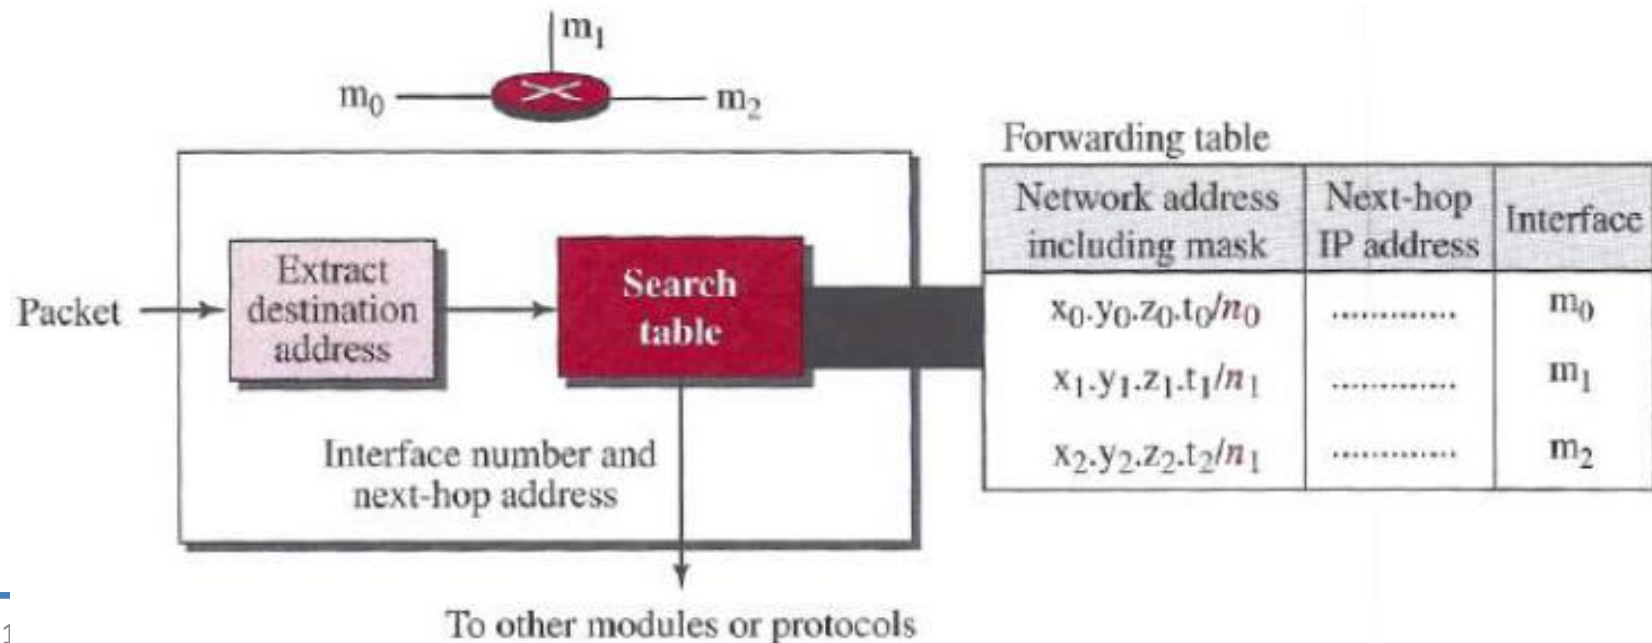 m₁
m₀
m₂
Forwarding table
Network address including mask
Next-hop IP address
Interface
Packet
Extract
destination
address
Search
table
x₀.y₀.z₀.t₀/n₀ .............. m₀
x₁.y₁.z₁.t₁/n₁ .............. m₁
x₂.y₂.z₂.t₂/n₁ .............. m₂
Interface number and
next-hop address
To other modules or protocols
1